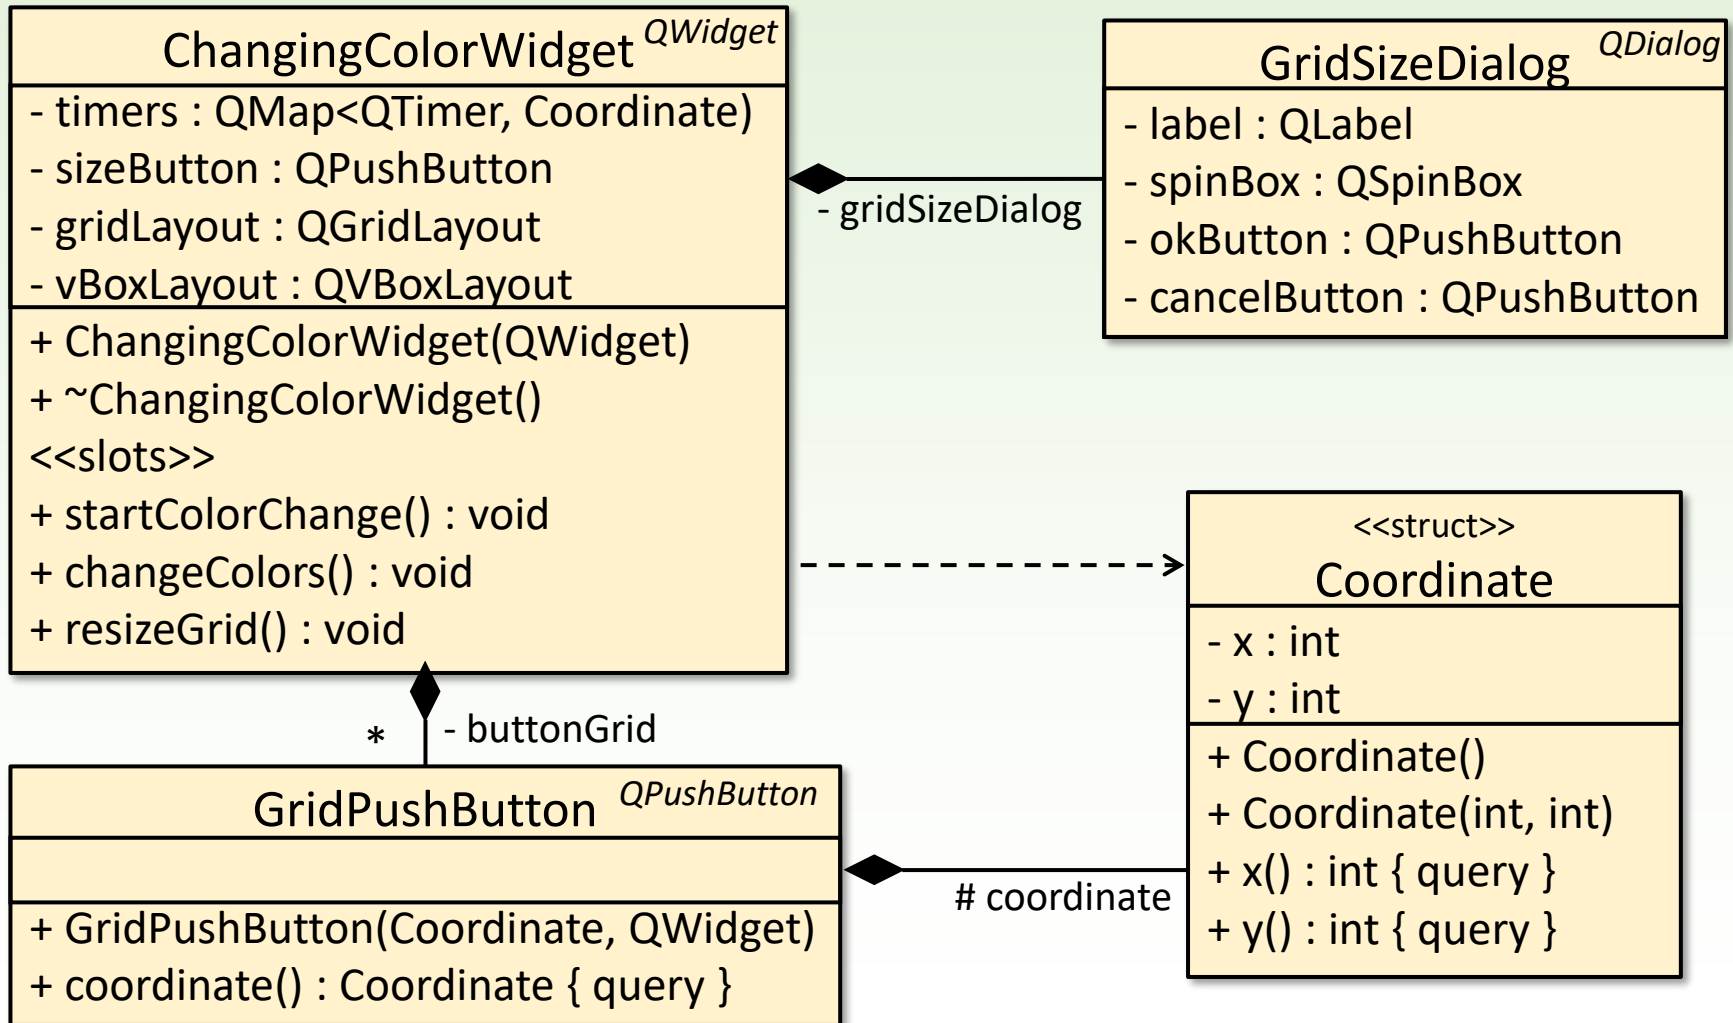 ChangingColorWidget QWidget
- timers : QMap<QTimer, Coordinate)
- sizeButton : QPushButton
- gridLayout : QGridLayout
- vBoxLayout : QVBoxLayout
+ ChangingColorWidget(QWidget)
+ ~ChangingColorWidget()
<<slots>>
+ startColorChange() : void
+ changeColors() : void
+ resizeGrid() : void
- gridSizeDialog
GridSizeDialog QDialog
- label : QLabel
- spinBox : QSpinBox
- okButton : QPushButton
- cancelButton : QPushButton
* - buttonGrid
GridPushButton QPushButton
+ GridPushButton(Coordinate, QWidget)
+ coordinate() : Coordinate { query }
# coordinate
<<struct>>
Coordinate
- x : int
- y : int
+ Coordinate()
+ Coordinate(int, int)
+ x() : int { query }
+ y() : int { query }